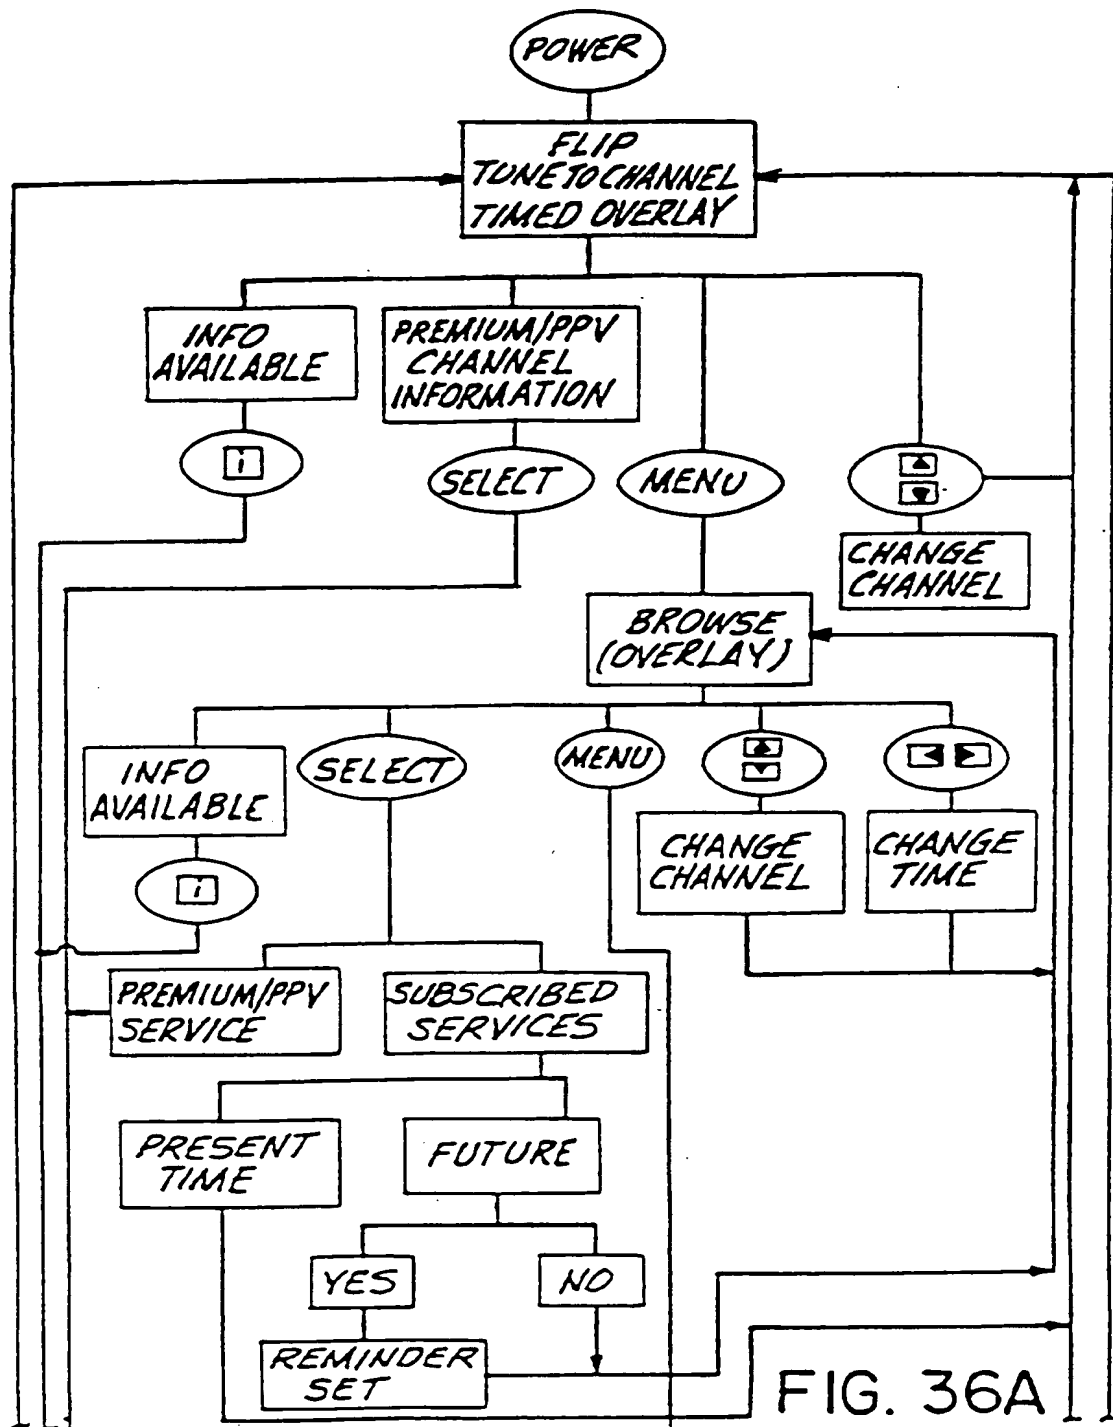 POWER
FLIP
TUNE TO CHANNEL
TIMED OVERLAY
INFO
AVAILABLE
PREMIUM/PPV
CHANNEL
INFORMATION
i
SELECT
MENU
CHANGE
CHANNEL
BROWSE
(OVERLAY)
INFO
AVAILABLE
SELECT
MENU
CHANGE
CHANNEL
CHANGE
TIME
i
PREMIUM/PPV
SERVICE
SUBSCRIBED
SERVICES
PRESENT
TIME
FUTURE
YES
NO
REMINDER
SET
FIG. 36A